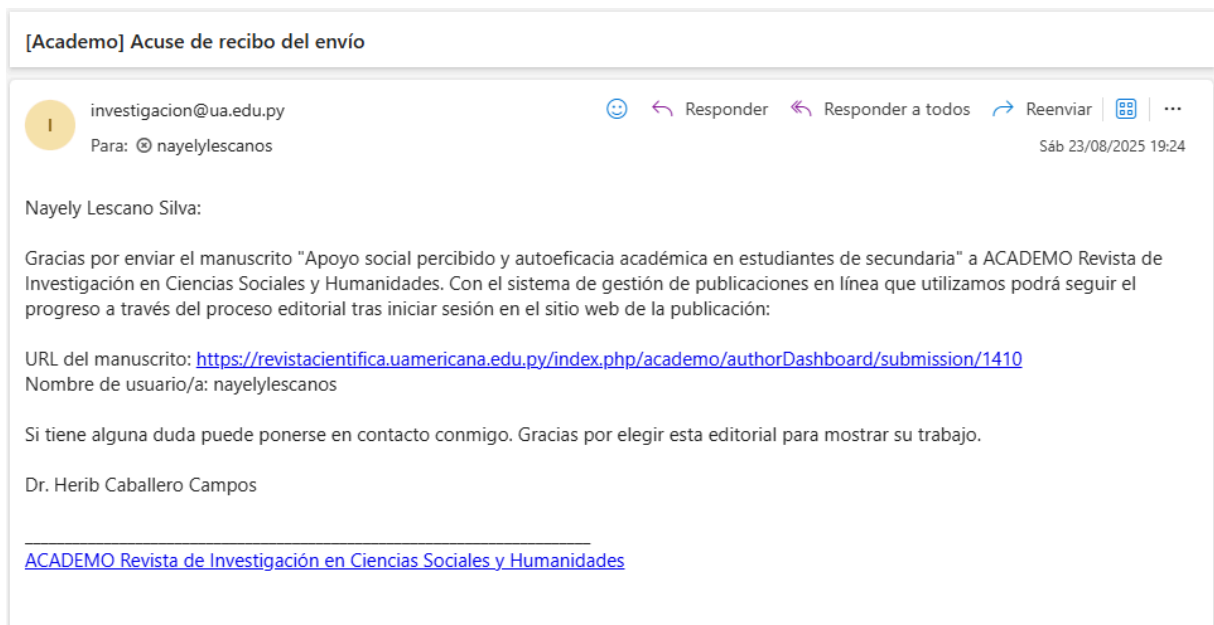 [Academo] Acuse de recibo del envío
I
investigacion@ua.edu.py
Responder
Responder a todos
Reenviar
Para: nayelylescanos
Sáb 23/08/2025 19:24
Nayely Lescano Silva:
Gracias por enviar el manuscrito "Apoyo social percibido y autoeficacia académica en estudiantes de secundaria" a ACADEMO Revista de
Investigación en Ciencias Sociales y Humanidades. Con el sistema de gestión de publicaciones en línea que utilizamos podrá seguir el
progreso a través del proceso editorial tras iniciar sesión en el sitio web de la publicación:
URL del manuscrito: https://revistacientifica.uamericana.edu.py/index.php/academo/authorDashboard/submission/1410
Nombre de usuario/a: nayelylescanos
Si tiene alguna duda puede ponerse en contacto conmigo. Gracias por elegir esta editorial para mostrar su trabajo.
Dr. Herib Caballero Campos
ACADEMO Revista de Investigación en Ciencias Sociales y Humanidades